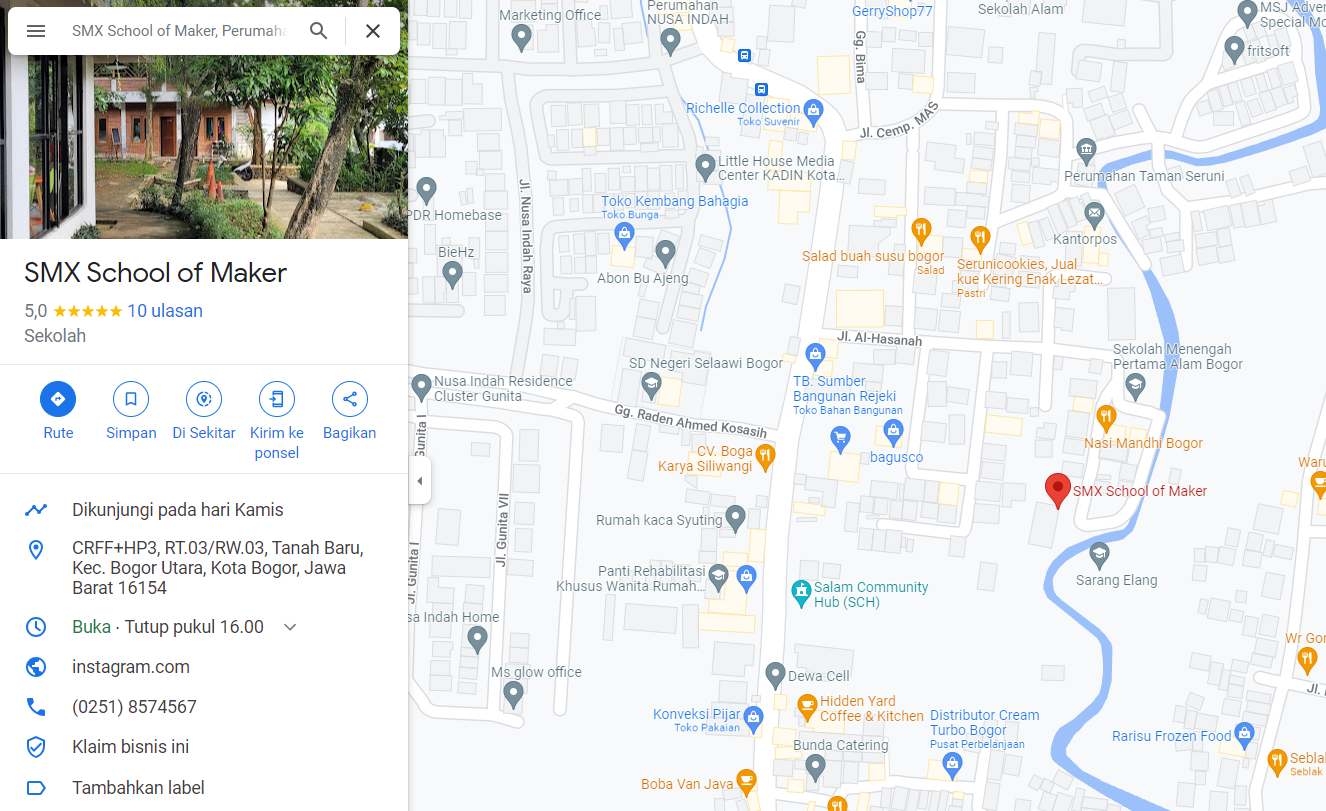 SMX School of Maker, Perumaha
SMX School of Maker
5,0
10 ulasan
Sekolah
Rute
Simpan
Di Sekitar
Kirim ke
ponsel
Bagikan
Dikunjungi pada hari Kamis
CRFF+HP3, RT.03/RW.03, Tanah Baru,
Kec. Bogor Utara, Kota Bogor, Jawa
Barat 16154
Buka · Tutup pukul 16.00
instagram.com
(0251) 8574567
Klaim bisnis ini
Tambahkan label
Marketing Office
Perumahan
NUSA INDAH
GerryShop77
Sekolah Alam
MSJ Adver
Special Mo
fritsoft
Gg. Bima
Richelle Collection
Toko Suvenir
Jl. Cemp. MAS
Little House Media
Center KADIN Kota...
Perumahan Taman Seruni
PDR Homebase
Jl. Nusa Indah Raya
Toko Kembang Bahagia
Toko Bunga
Kantorpos
BieHz
Abon Bu Ajeng
Salad buah susu bogor
Salad
Serunicookies, Jual
kue Kering Enak Lezat...
Pastri
Jl. Al-Hasanah
SD Negeri Selaawi Bogor
Sekolah Menengah
Pertama Alam Bogor
Nusa Indah Residence
Cluster Gunita
TB. Sumber
Bangunan Rejeki
Toko Bahan Bangunan
Gg. Raden Ahmed Kosasih
Gunita I
CV. Boga
Karya Siliwangi
bagusco
Nasi Mandhi Bogor
Waru
SMX School of Maker
Jl. Gunita VII
Rumah kaca Syuting
Jl. Gunita I
Panti Rehabilitasi
Khusus Wanita Rumah...
Salam Community
Hub (SCH)
Sarang Elang
sa Indah Home
Wr Gor
Ms glow office
Dewa Cell
Jl.
Konveksi Pijar
Toko Pakaian
Hidden Yard
Coffee & Kitchen
Distributor Cream
Turbo Bogor
Pusat Perbelanjaan
Rarisu Frozen Food
Bunda Catering
Boba Van Java
Sebla
Seblak